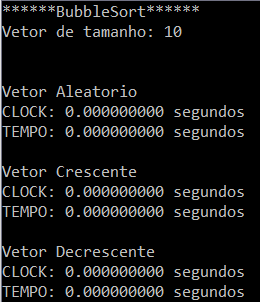 ******BubbleSort******
Vetor de tamanho: 10
Vetor Aleatorio
CLOCK: 0.000000000 segundos
TEMPO: 0.000000000 segundos
Vetor Crescente
CLOCK: 0.000000000 segundos
TEMPO: 0.000000000 segundos
Vetor Decrescente
CLOCK: 0.000000000 segundos
TEMPO: 0.000000000 segundos